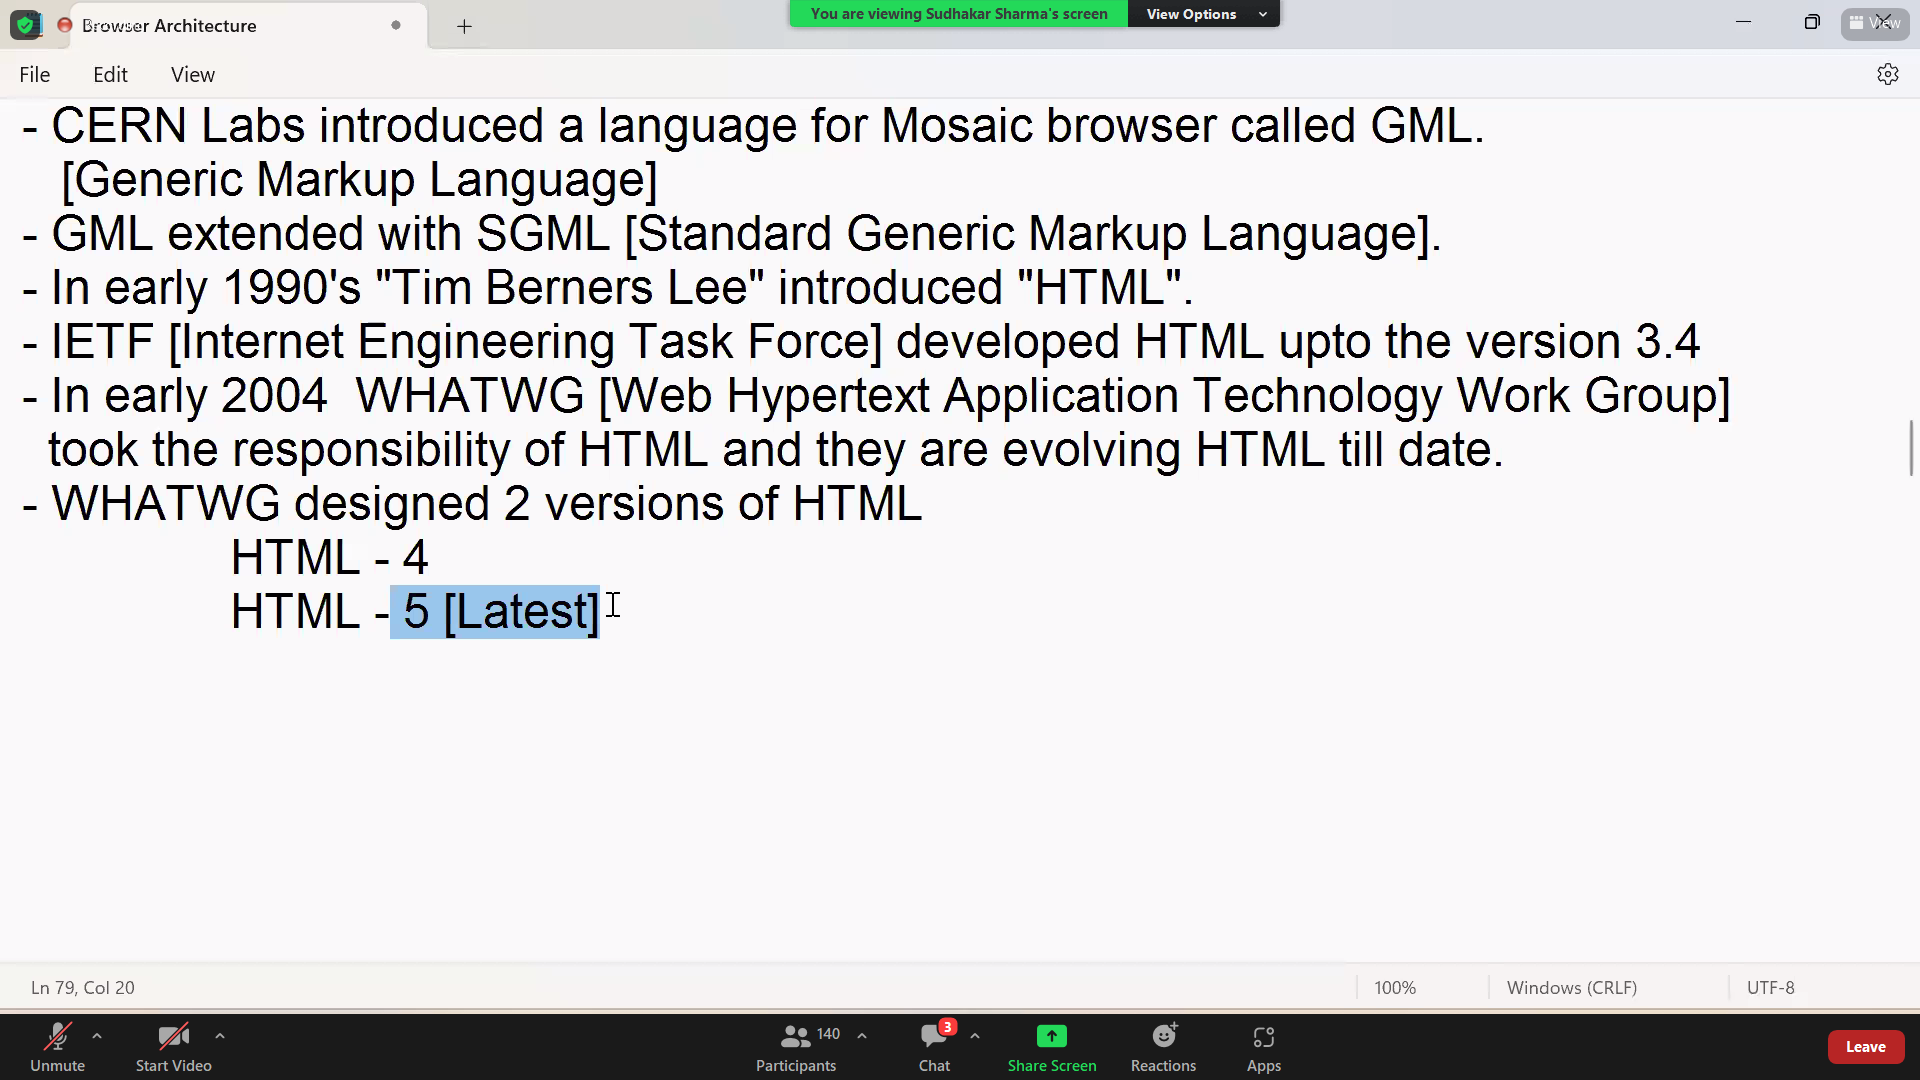 Browser Architecture
You are viewing Sudhakar Sharma's screen
View Options
View
File Edit View
- CERN Labs introduced a language for Mosaic browser called GML.
[Generic Markup Language]
- GML extended with SGML [Standard Generic Markup Language].
- In early 1990's "Tim Berners Lee" introduced "HTML".
- IETF [Internet Engineering Task Force] developed HTML upto the version 3.4
- In early 2004  WHATWG [Web Hypertext Application Technology Work Group]
took the responsibility of HTML and they are evolving HTML till date.
- WHATWG designed 2 versions of HTML
HTML - 4
HTML - 5 [Latest]
Ln 79, Col 20
100%
Windows (CRLF)
UTF-8
140
3
Unmute
Start Video
Participants
Chat
Share Screen
Reactions
Apps
Leave